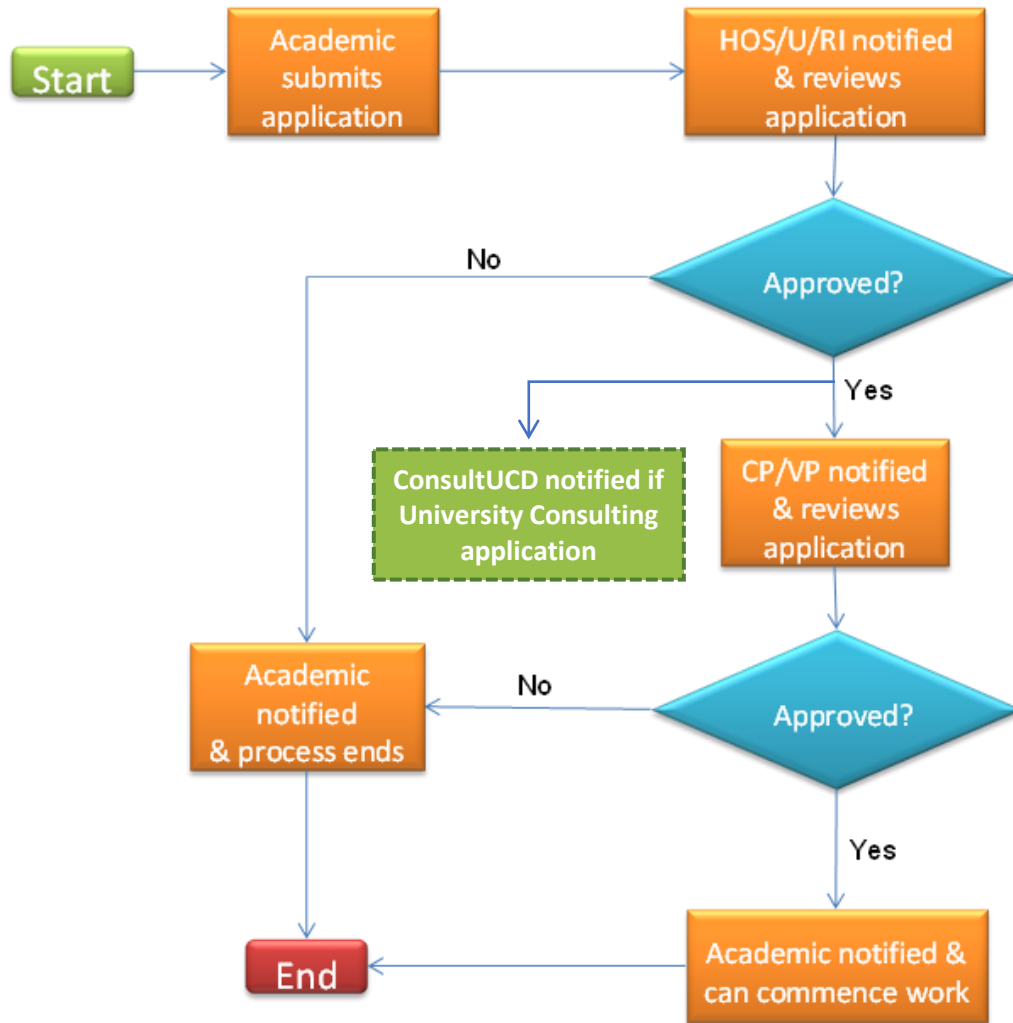 Start
Academic
submits
application
HOS/U/RI notified
& reviews
application
No
Approved?
Yes
ConsultUCD notified if
University Consulting
application
CP/VP notified
& reviews
application
Academic
notified
& process ends
No
Approved?
Yes
End
Academic notified &
can commence work